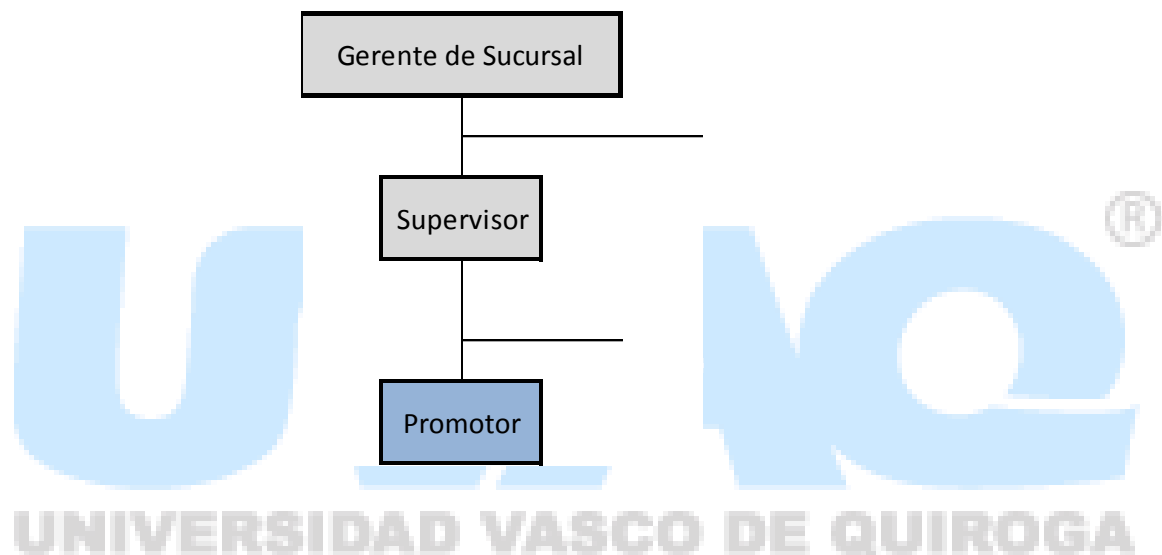 Gerente de Sucursal
Supervisor
®
Promotor
UNIVERSIDAD VASCO DE QUIROGA